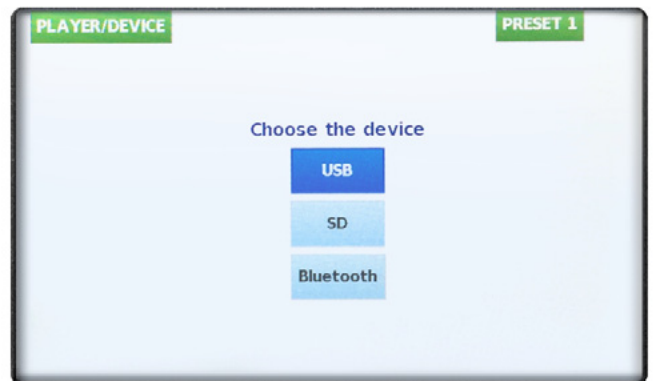 PLAYER/DEVICE
PRESET 1
Choose the device
USB
SD
Bluetooth